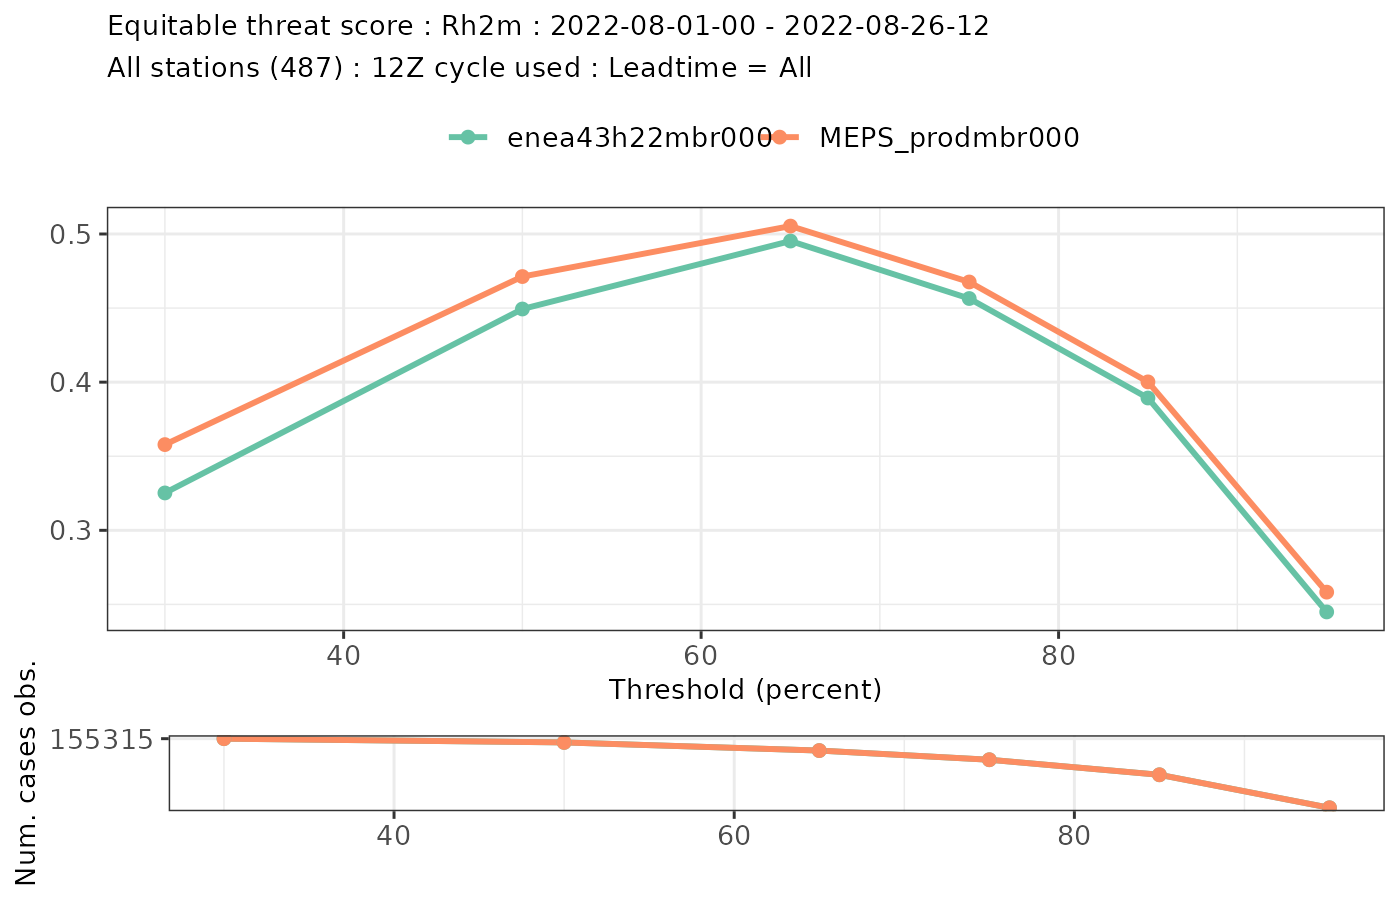 Equitable threat score : Rh2m : 2022-08-01-00 - 2022-08-26-12
All stations (487) : 12Z cycle used : Leadtime = All
enea43h22mbr000 MEPS_prodmbr000
0.5
0.4
0.3
40 60 80
Threshold (percent)
Num. cases obs.
155315
40 60 80